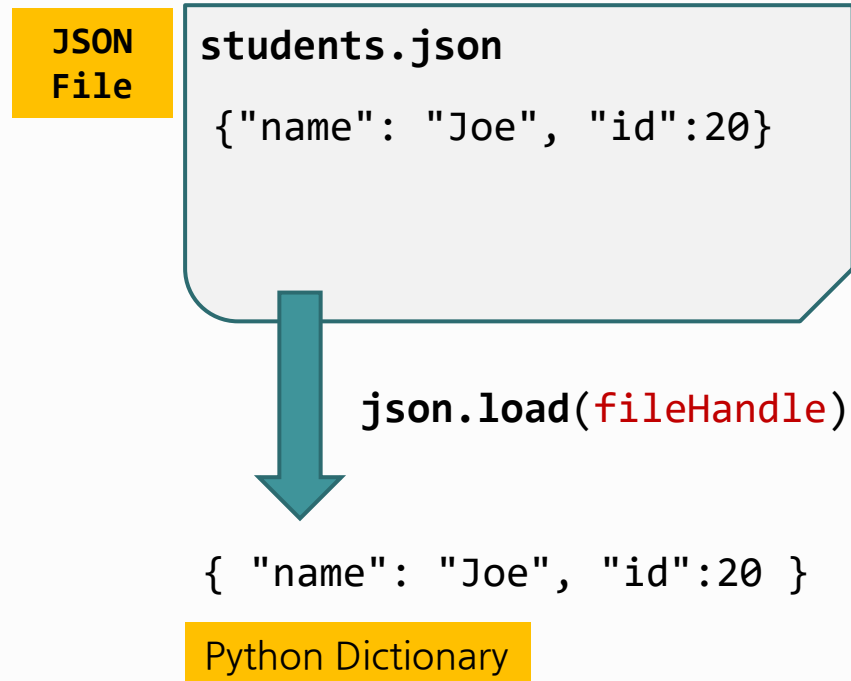 JSON
File
students.json
{"name": "Joe", "id":20}
json.load(fileHandle)
{ "name": "Joe", "id":20 }
Python Dictionary